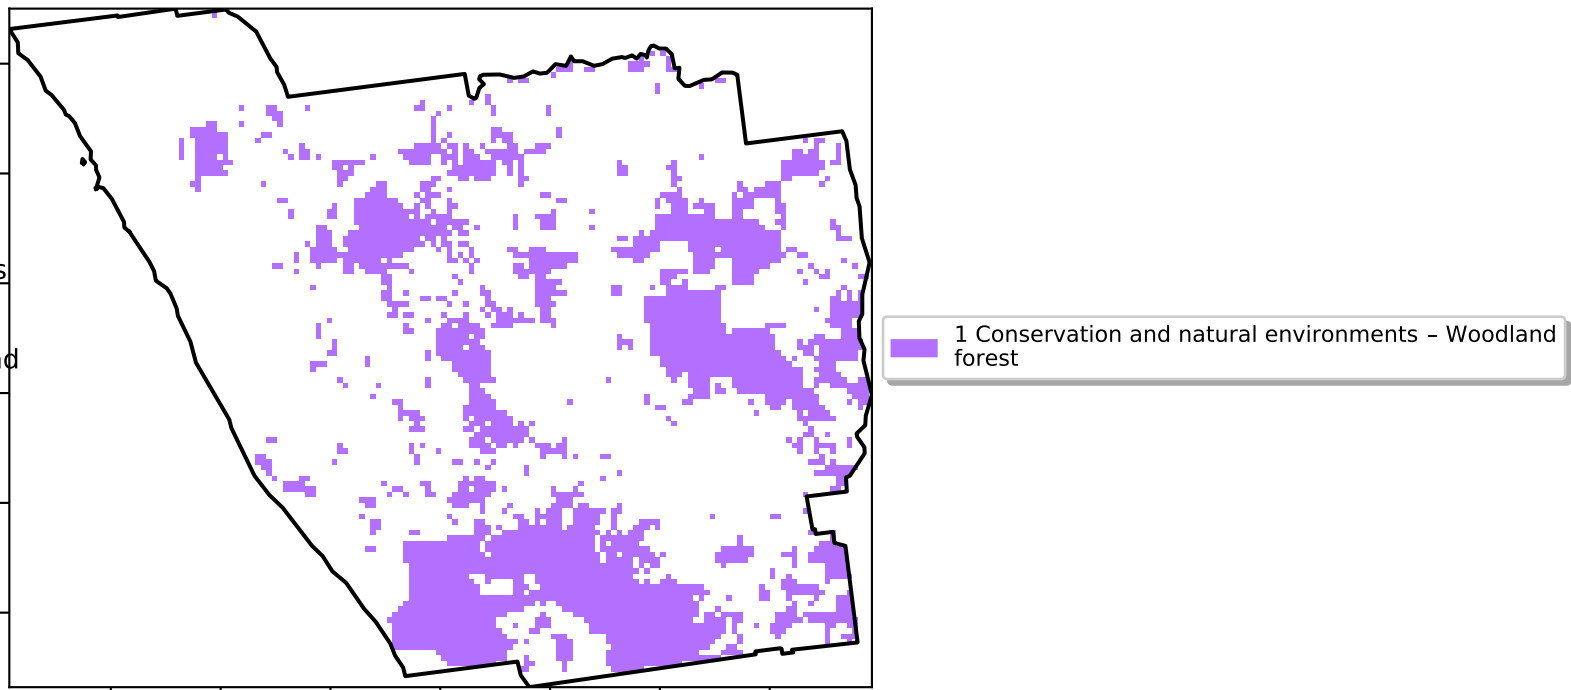 s
d
1 Conservation and natural environments – Woodland
forest